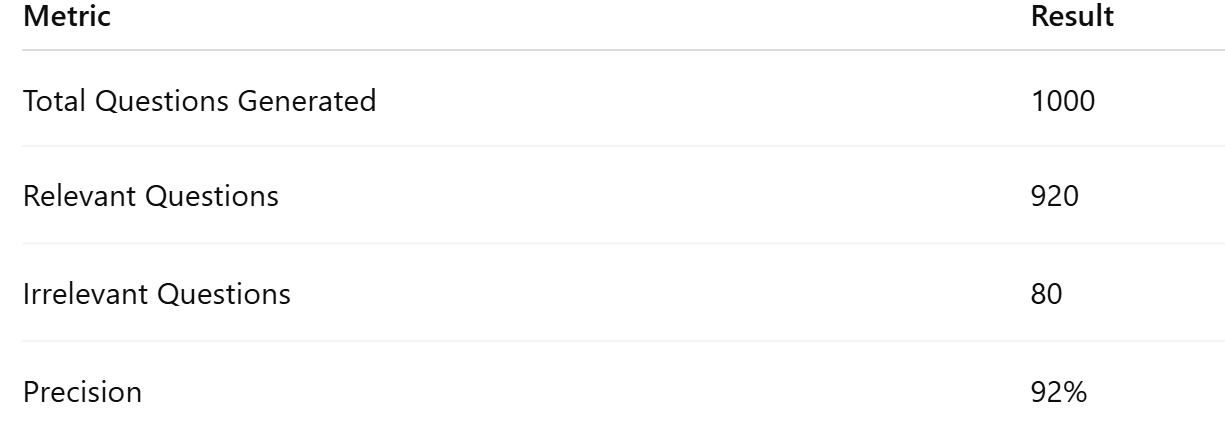 Metric Result
Total Questions Generated 1000
Relevant Questions 920
Irrelevant Questions 80
Precision 92%